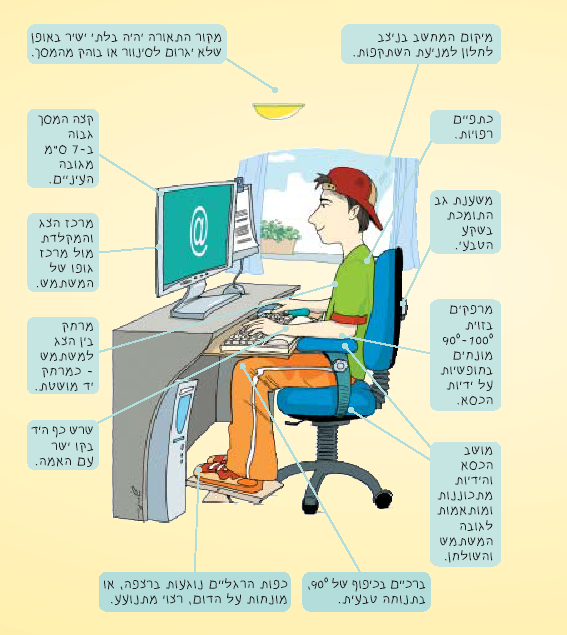 מיקום המחשב בניצב
לחלון למניעת השתקפות.
מקור התאורה יהיה בלתי ישיר באופן
שלא יגרום לסינוור או בוהק מהמסך.
כתפיים
רפויות.
קצה המסך
גבוה
ב-7 ס"מ
מגובה
העיניים.
משענת גב
התומכת
בשקע
הטבעי.
מרכז הצג
והמקלדת
מול מרכז
גופו של
המשתמש.
@
מרפקים
בזוית
90°-100°
מונחים
בחופשיות
על ידיות
הכסא.
מרחק
בין הצג
למשתמש
- כמרחק
יד מושטת.
שרש כף היד
בקו ישר
עם האמה.
מושב
הכסא
והידיות
מתכווננות
ומותאמות
לגובה
המשתמש
והשולחן.
ברכיים בכיפוף של 90°,
בתנוחה טבעית.
כפות הרגליים נוגעות ברצפה, או
מונחות על הדום, רצוי מתנועע.